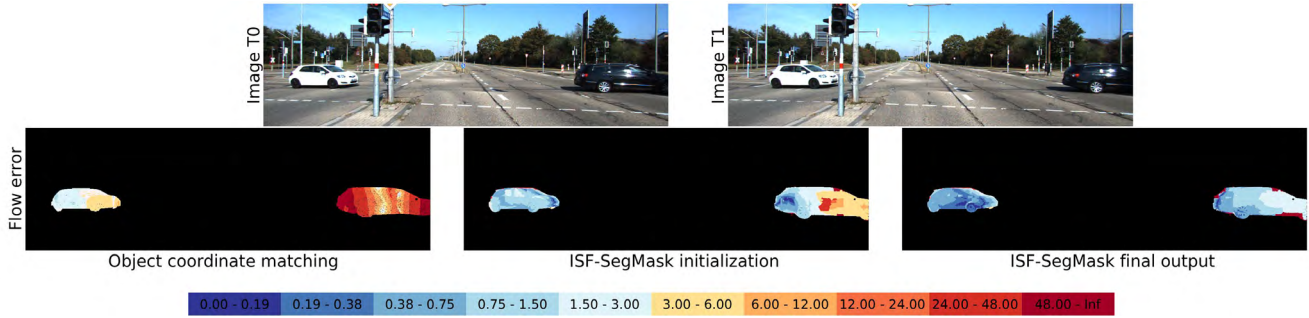 Image T0
Image T1
Flow error
Object coordinate matching
ISF-SegMask initialization
ISF-SegMask final output
0.00 - 0.19
0.19 - 0.38
0.38 - 0.75
0.75 - 1.50
1.50 - 3.00
3.00 - 6.00
6.00 - 12.00
12.00 - 24.00
24.00 - 48.00
48.00 - Inf